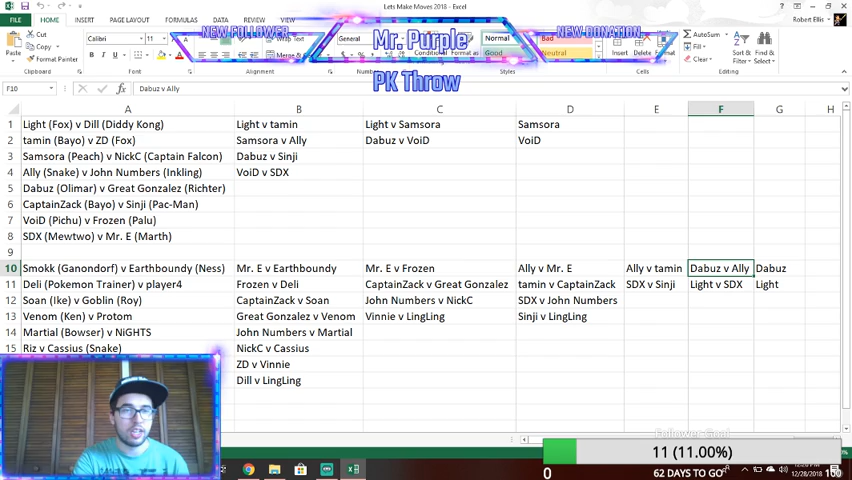 Lets Make Moves 2018 - Excel
Robert Ellis
FILE HOME INSERT PAGE LAYOUT FORMULAS DATA REVIEW VIEW
Cut
Copy
Format Painter
Paste
Clipboard
Calibri 11
B I U
Font
Wrap Text
Merge &
Alignment
General
Normal Bad
Good Neutral
Styles
Cells
AutoSum
Fill
Clear
Sort & Filter
Find & Select
Editing
NEW FOLLOWER
Mr. Purple
NEW DONATION
PK Throw
F10 Dabuz v Ally
A B C D E F G H
1 Light (Fox) v Dill (Diddy Kong) Light v tamin Light v Samsora Samsora
2 tamin (Bayo) v ZD (Fox) Samsora v Ally Dabuz v VoiD VoiD
3 Samsora (Peach) v NickC (Captain Falcon) Dabuz v Sinji
4 Ally (Snake) v John Numbers (Inkling) VoiD v SDX
5 Dabuz (Olimar) v Great Gonzalez (Richter)
6 CaptainZack (Bayo) v Sinji (Pac-Man)
7 VoiD (Pichu) v Frozen (Palu)
8 SDX (Mewtwo) v Mr. E (Marth)
9
10 Smokk (Ganondorf) v Earthboundy (Ness) Mr. E v Earthboundy Mr. E v Frozen Ally v Mr. E Ally v tamin Dabuz v Ally Dabuz
11 Deli (Pokemon Trainer) v player4 Frozen v Deli CaptainZack v Great Gonzalez tamin v CaptainZack SDX v Sinji Light v SDX Light
12 Soan (Ike) v Goblin (Roy) CaptainZack v Soan John Numbers v NickC SDX v John Numbers
13 Venom (Ken) v Protom Great Gonzalez v Venom Vinnie v LingLing Sinji v LingLing
14 Martial (Bowser) v NiGHTS John Numbers v Martial
15 Riz v Cassius (Snake) NickC v Cassius
ZD v Vinnie
Dill v LingLing
Follower Goal
11 (11.00%)
0 62 DAYS TO GO 100
12/28/2018